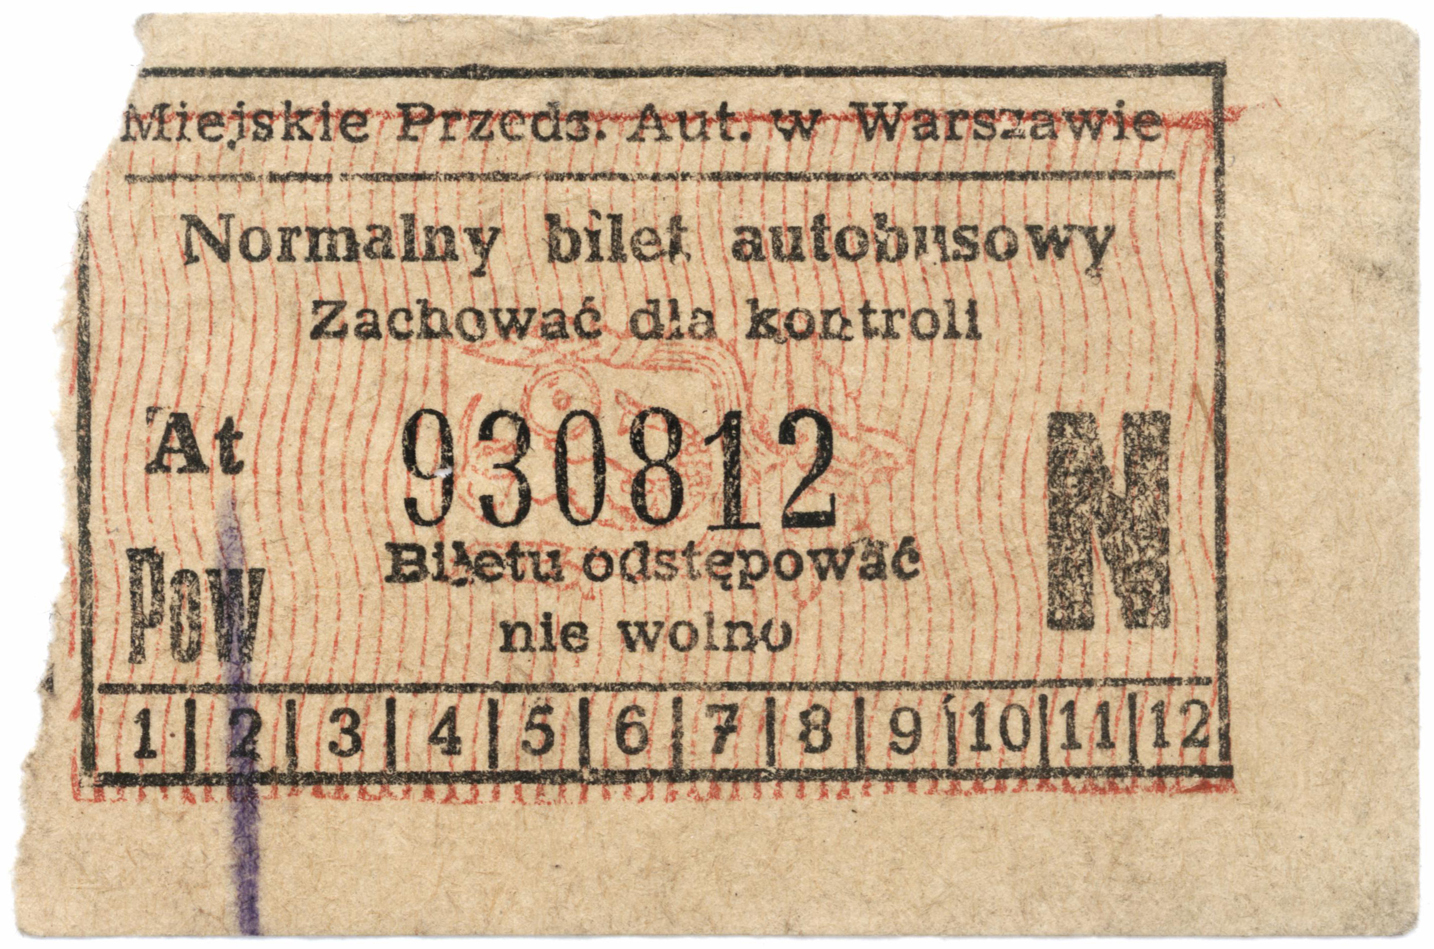 Miejskie Przeds. Aut. w Warszawie
Normalny bilet autobusowy
Zachować dla kontroli
At 930812 N
Biletu odstępować
Pow nie wolno
1 | 2 | 3 | 4 | 5 | 6 | 7 | 8 | 9 | 10 | 11 | 12